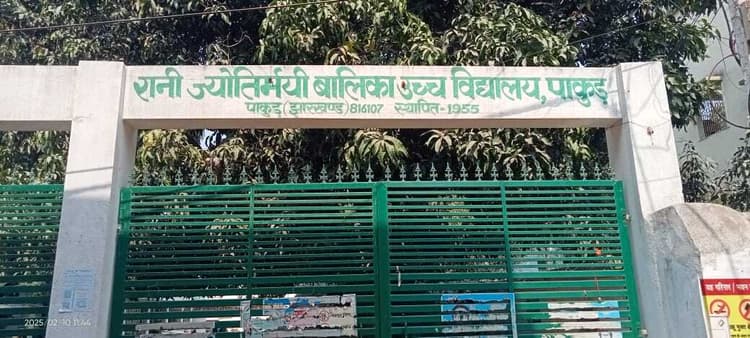 रानी ज्योतिर्मयी बालिका उच्च विद्यालय, पाकुड़
पाकुड़ (झारखण्ड) 816107 स्थापित-1955
2025/02/10 11:44